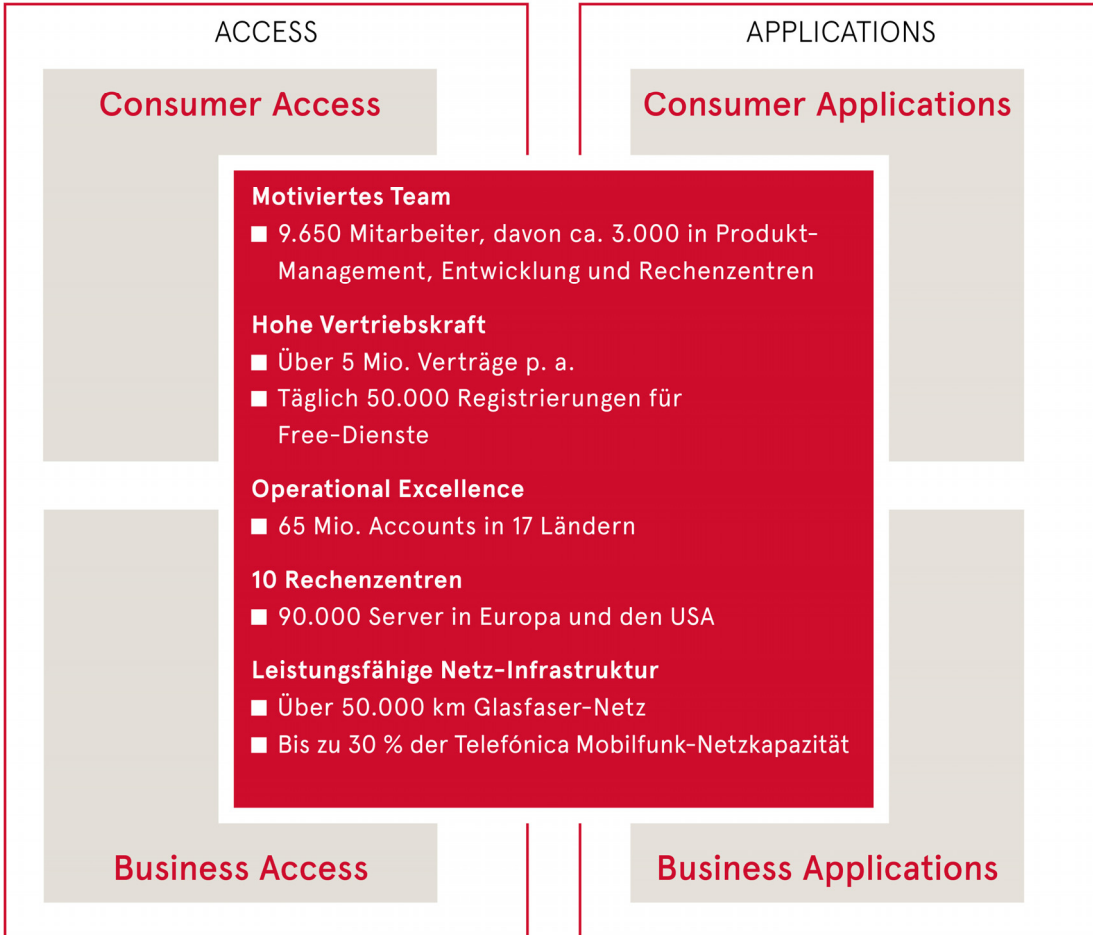 ACCESS
APPLICATIONS
Consumer Access
Consumer Applications
Motiviertes Team
■ 9.650 Mitarbeiter, davon ca. 3.000 in Produkt-
Management, Entwicklung und Rechenzentren
Hohe Vertriebskraft
■ Über 5 Mio. Verträge p. a.
■ Täglich 50.000 Registrierungen für
Free-Dienste
Operational Excellence
■ 65 Mio. Accounts in 17 Ländern
10 Rechenzentren
■ 90.000 Server in Europa und den USA
Leistungsfähige Netz-Infrastruktur
■ Über 50.000 km Glasfaser-Netz
■ Bis zu 30 % der Telefónica Mobilfunk-Netzkapazität
Business Access
Business Applications